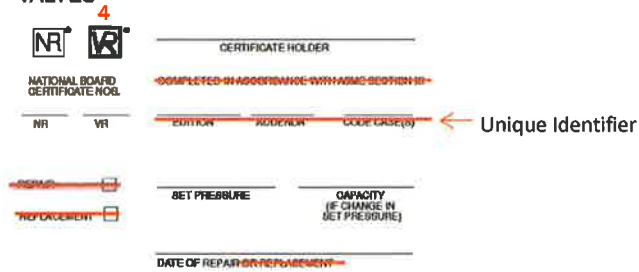 VALVES
4
NR VR
CERTIFICATE HOLDER
NATIONAL BOARD
CERTIFICATE NOS.
COMPLETED IN ACCORDANCE WITH ASME SECTION III
NR VR EDITION ADDENDA CODE CASE(S) Unique Identifier
REPAIR
SET PRESSURE CAPACITY
(IF CHANGE IN
SET PRESSURE)
REPLACEMENT
DATE OF REPAIR OR REPLACEMENT